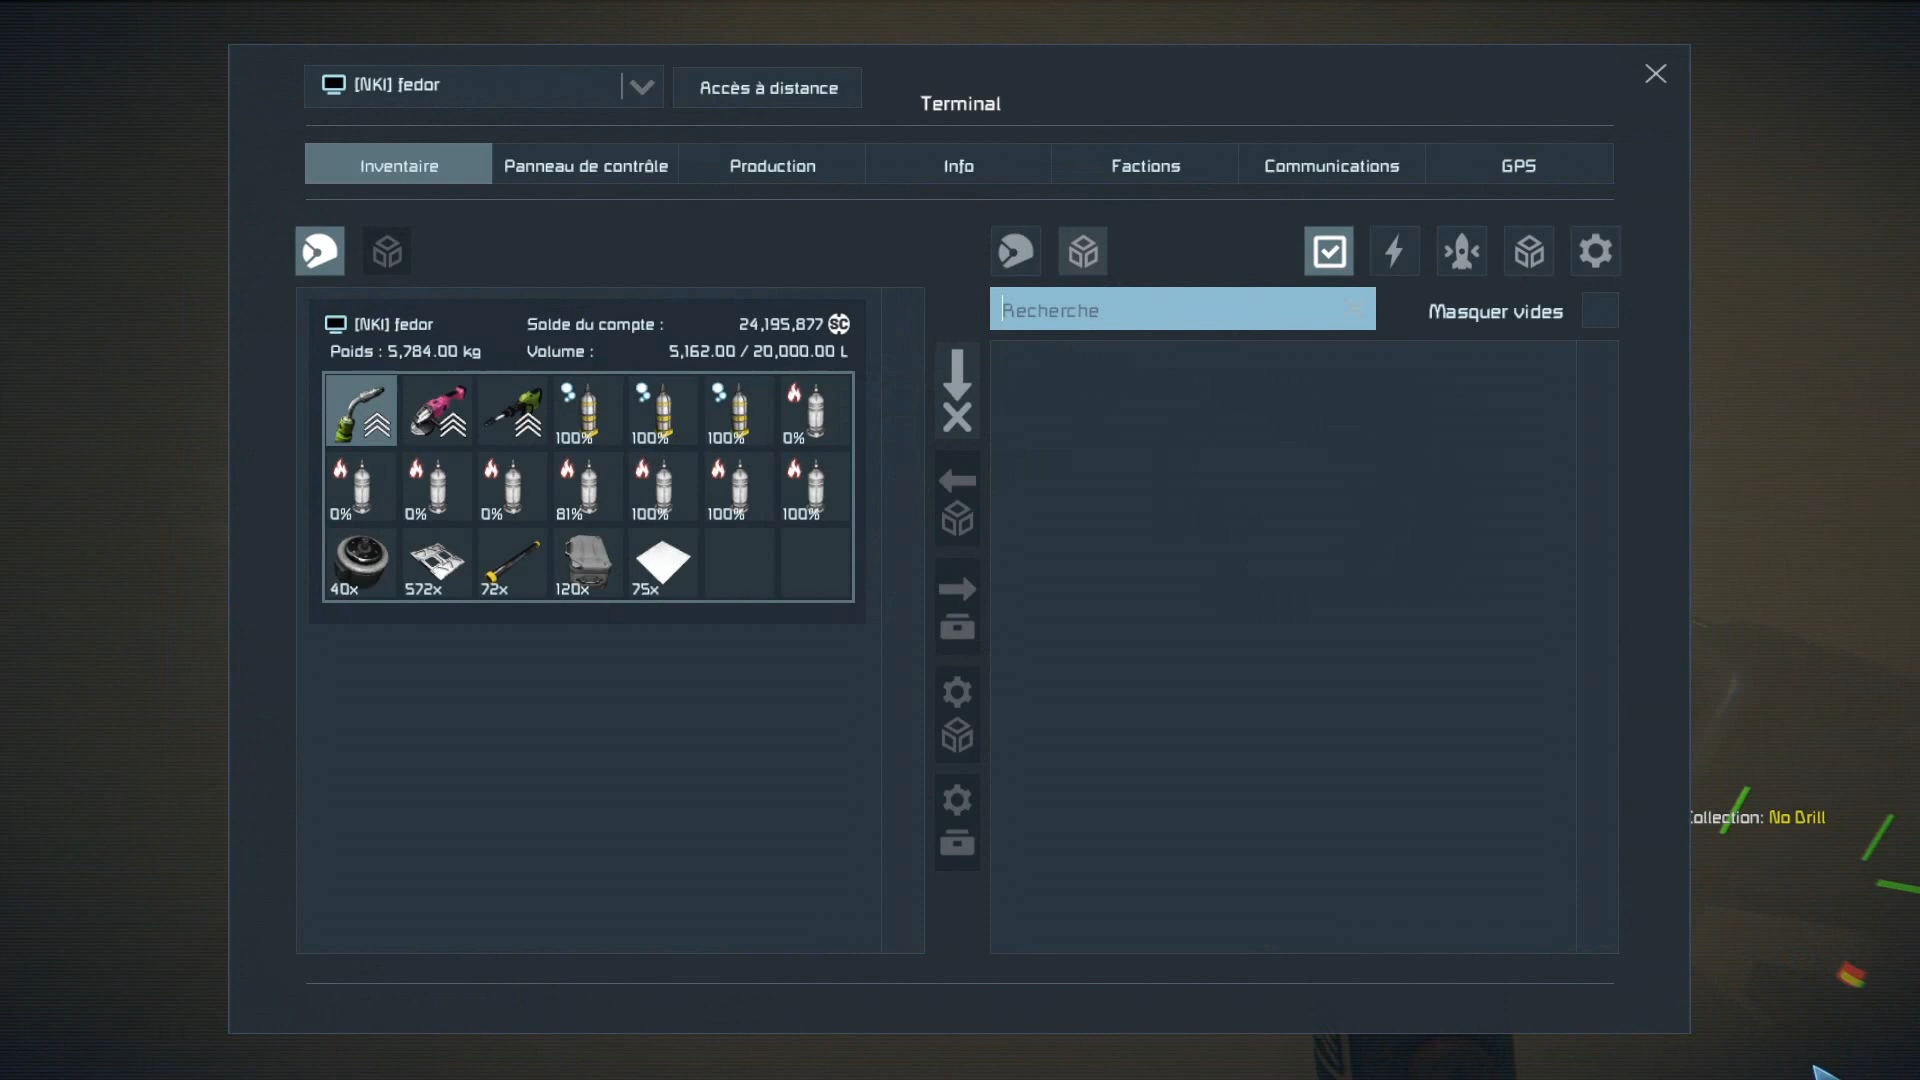 [NKI] fedor
Accès à distance
Terminal
Inventaire
Panneau de contrôle
Production
Info
Factions
Communications
GPS
Recherche
Masquer vides
[NKI] fedor
Solde du compte :
24,195,877 SC
Poids : 5,784.00 kg
Volume :
5,162.00 / 20,000.00 L
100%
100%
100%
0%
0%
0%
0%
81%
100%
100%
100%
40x
572x
72x
120x
75x
Collection: No Drill